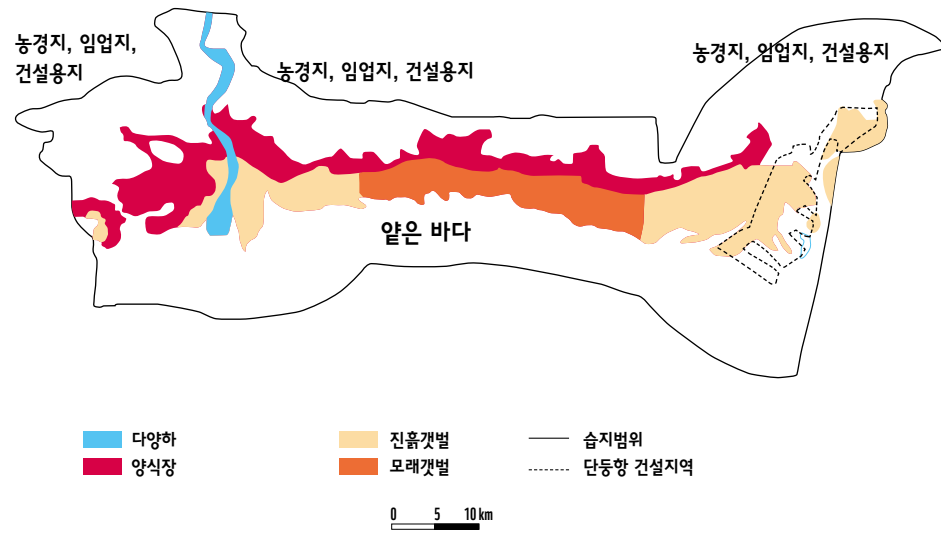 농경지, 임업지,
건설용지
농경지, 임업지, 건설용지
농경지, 임업지, 건설용지
얕은 바다
다양하
진흙갯벌
습지범위
양식장
모래갯벌
단둥항 건설지역
0 5 10 km